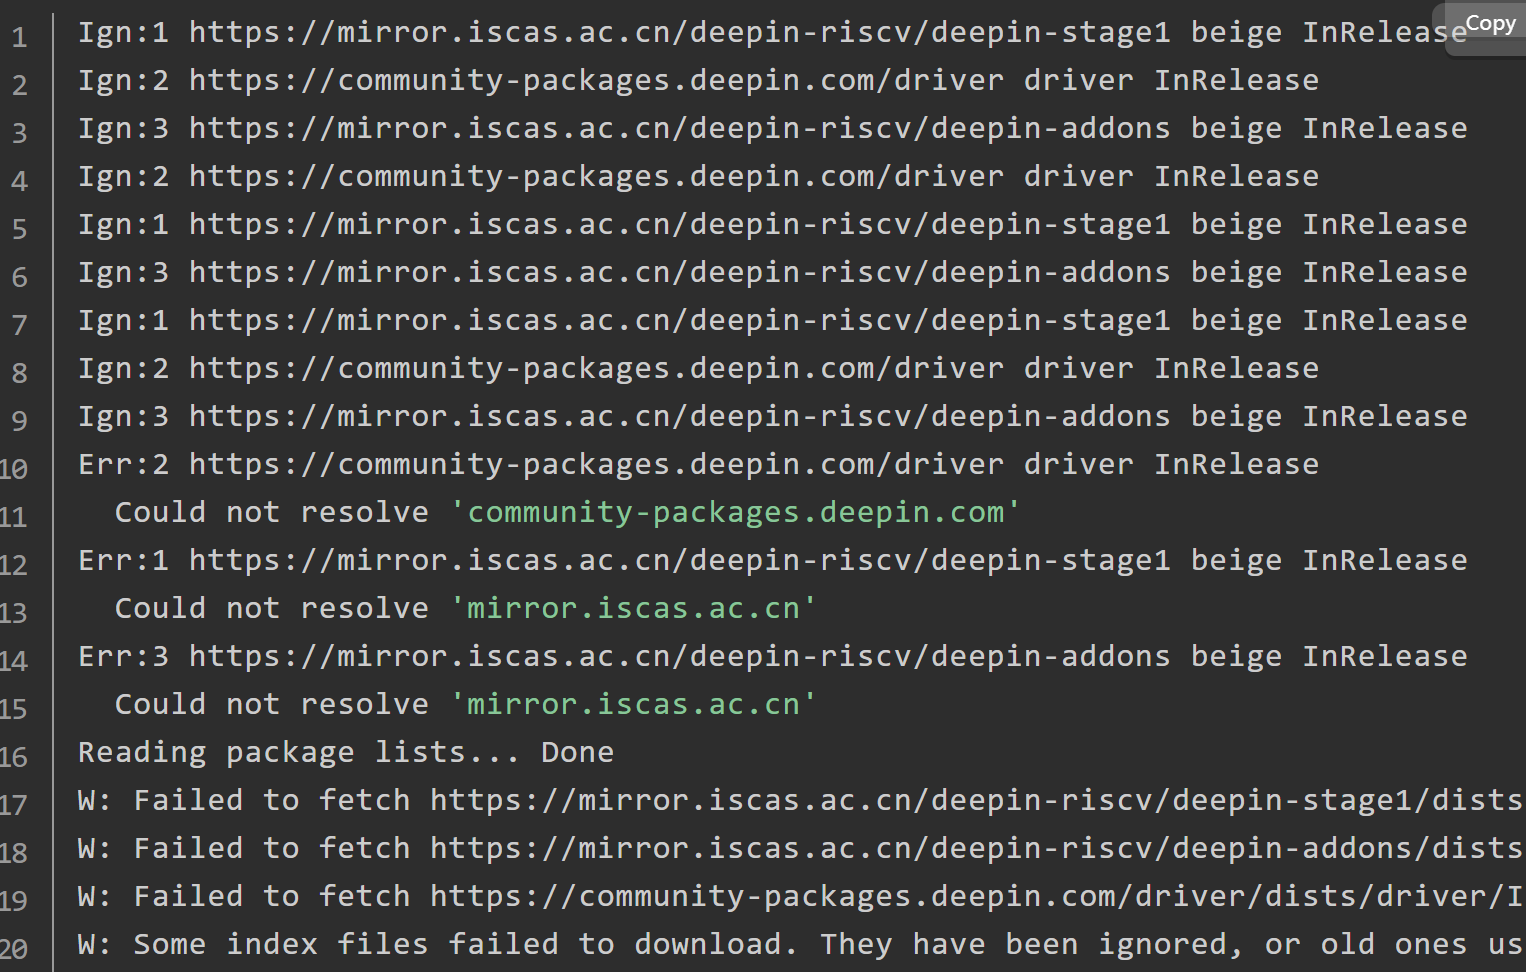 Copy
1 Ign:1 https://mirror.iscas.ac.cn/deepin-riscv/deepin-stage1 beige InRelease
2 Ign:2 https://community-packages.deepin.com/driver driver InRelease
3 Ign:3 https://mirror.iscas.ac.cn/deepin-riscv/deepin-addons beige InRelease
4 Ign:2 https://community-packages.deepin.com/driver driver InRelease
5 Ign:1 https://mirror.iscas.ac.cn/deepin-riscv/deepin-stage1 beige InRelease
6 Ign:3 https://mirror.iscas.ac.cn/deepin-riscv/deepin-addons beige InRelease
7 Ign:1 https://mirror.iscas.ac.cn/deepin-riscv/deepin-stage1 beige InRelease
8 Ign:2 https://community-packages.deepin.com/driver driver InRelease
9 Ign:3 https://mirror.iscas.ac.cn/deepin-riscv/deepin-addons beige InRelease
10 Err:2 https://community-packages.deepin.com/driver driver InRelease
11   Could not resolve 'community-packages.deepin.com'
12 Err:1 https://mirror.iscas.ac.cn/deepin-riscv/deepin-stage1 beige InRelease
13   Could not resolve 'mirror.iscas.ac.cn'
14 Err:3 https://mirror.iscas.ac.cn/deepin-riscv/deepin-addons beige InRelease
15   Could not resolve 'mirror.iscas.ac.cn'
16 Reading package lists... Done
17 W: Failed to fetch https://mirror.iscas.ac.cn/deepin-riscv/deepin-stage1/dists
18 W: Failed to fetch https://mirror.iscas.ac.cn/deepin-riscv/deepin-addons/dists
19 W: Failed to fetch https://community-packages.deepin.com/driver/dists/driver/I
20 W: Some index files failed to download. They have been ignored, or old ones us